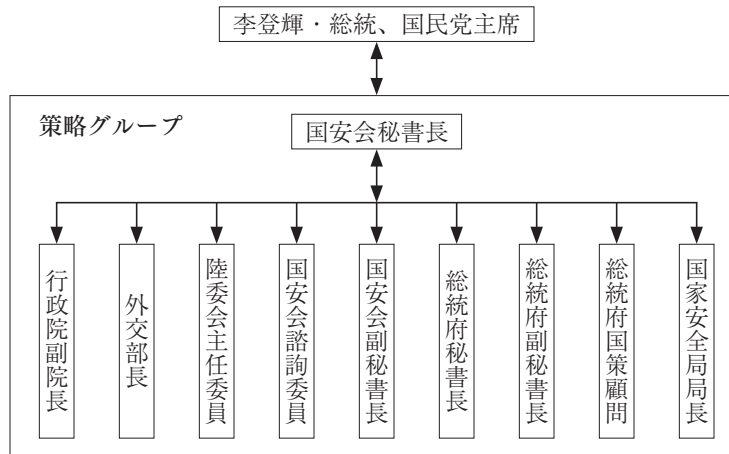 李登輝・総統、国民党主席
策略グループ
国安会秘書長
行政院副院長
外交部長
陸委会主任委員
国安会諮詢委員
国安会副秘書長
総統府秘書長
総統府副秘書長
総統府国策顧問
国家安全局局長